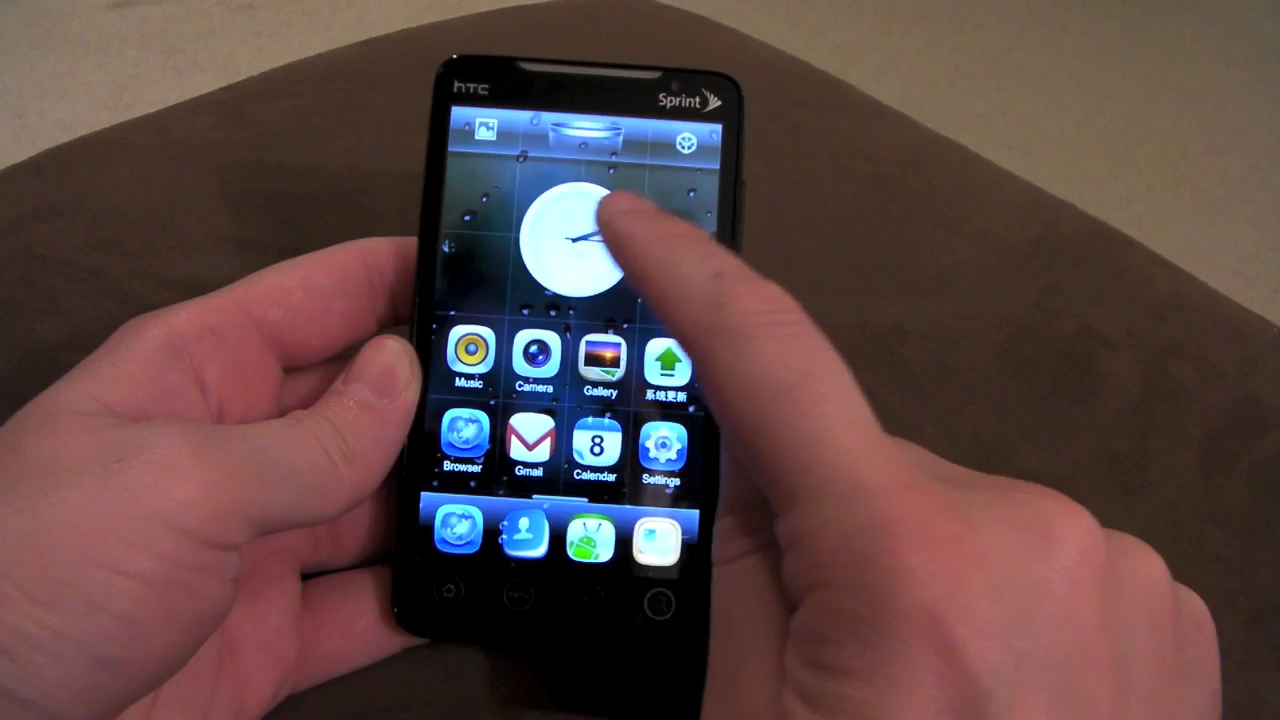 hTC
Sprint
Music
Camera
Gallery
系统更新
Browser
Gmail
8
Calendar
Settings